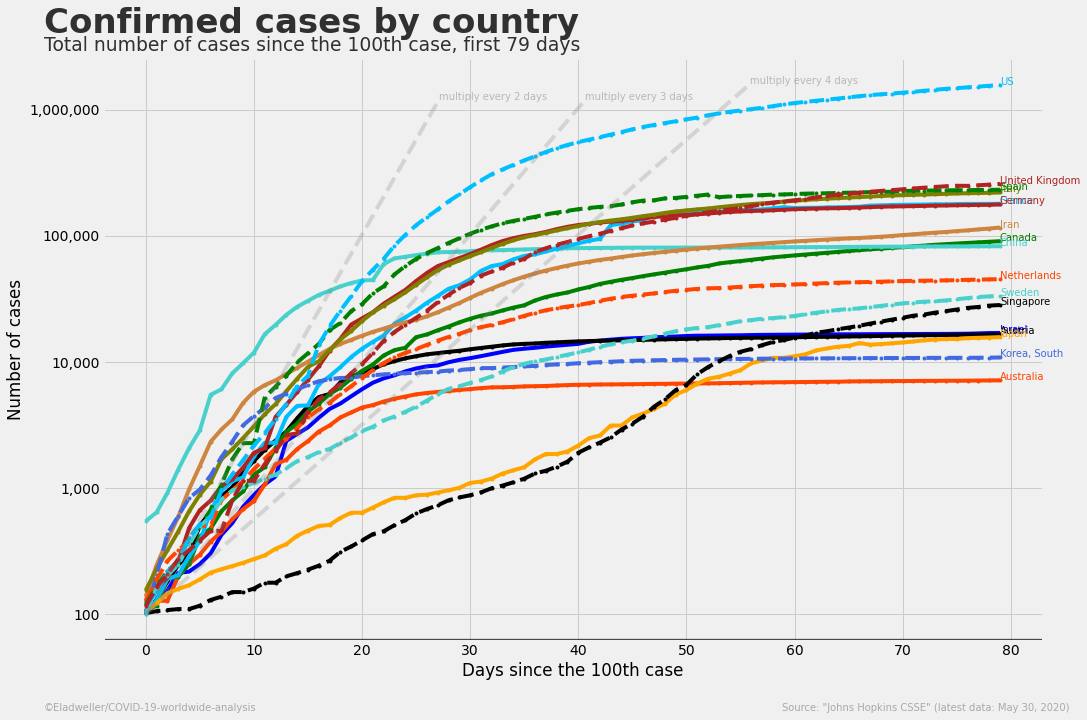 Confirmed cases by country
Total number of cases since the 100th case, first 79 days
multiply every 2 days
multiply every 3 days
multiply every 4 days
US
1,000,000
100,000
10,000
1,000
100
Number of cases
United Kingdom
Spain
Italy
Germany
Iran
Canada
China
Netherlands
Sweden
Singapore
Austria
Japan
Korea, South
Australia
0 10 20 30 40 50 60 70 80
Days since the 100th case
©Eladweller/COVID-19-worldwide-analysis
Source: "Johns Hopkins CSSE" (latest data: May 30, 2020)